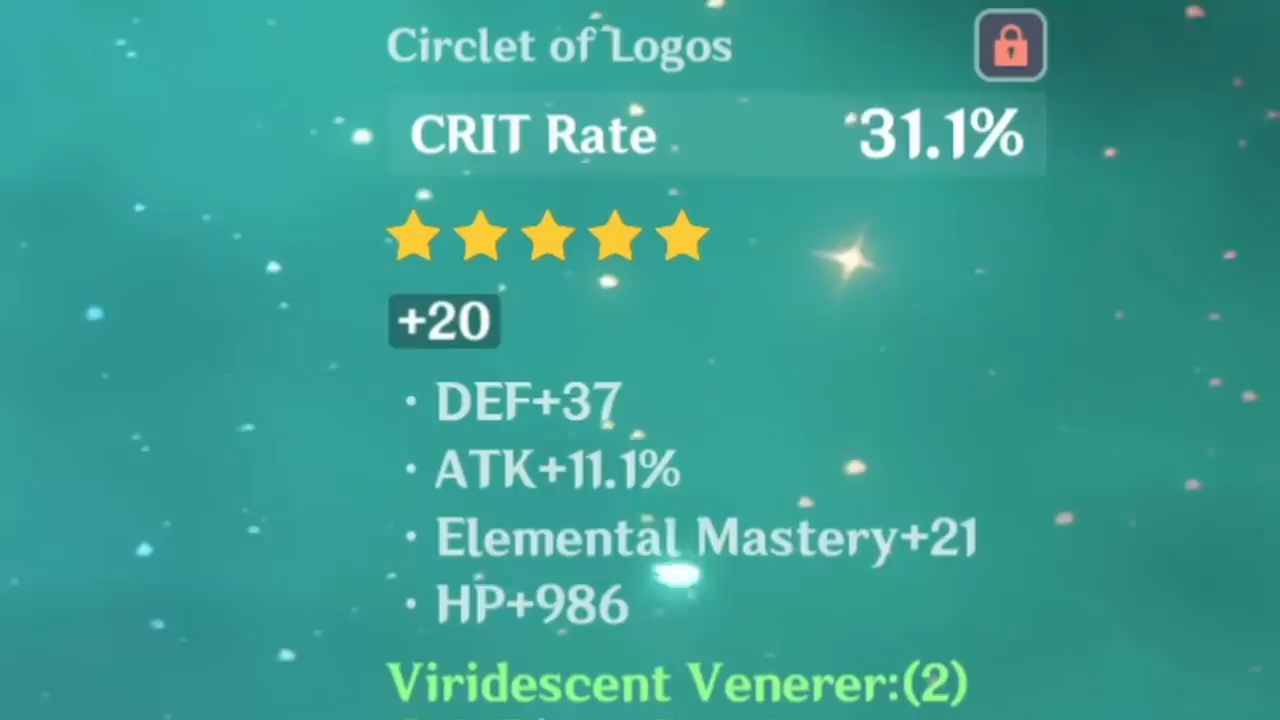 Circlet of Logos
CRIT Rate 31.1%
+20
· DEF+37
· ATK+11.1%
· Elemental Mastery+21
· HP+986
Viridescent Venerer:(2)